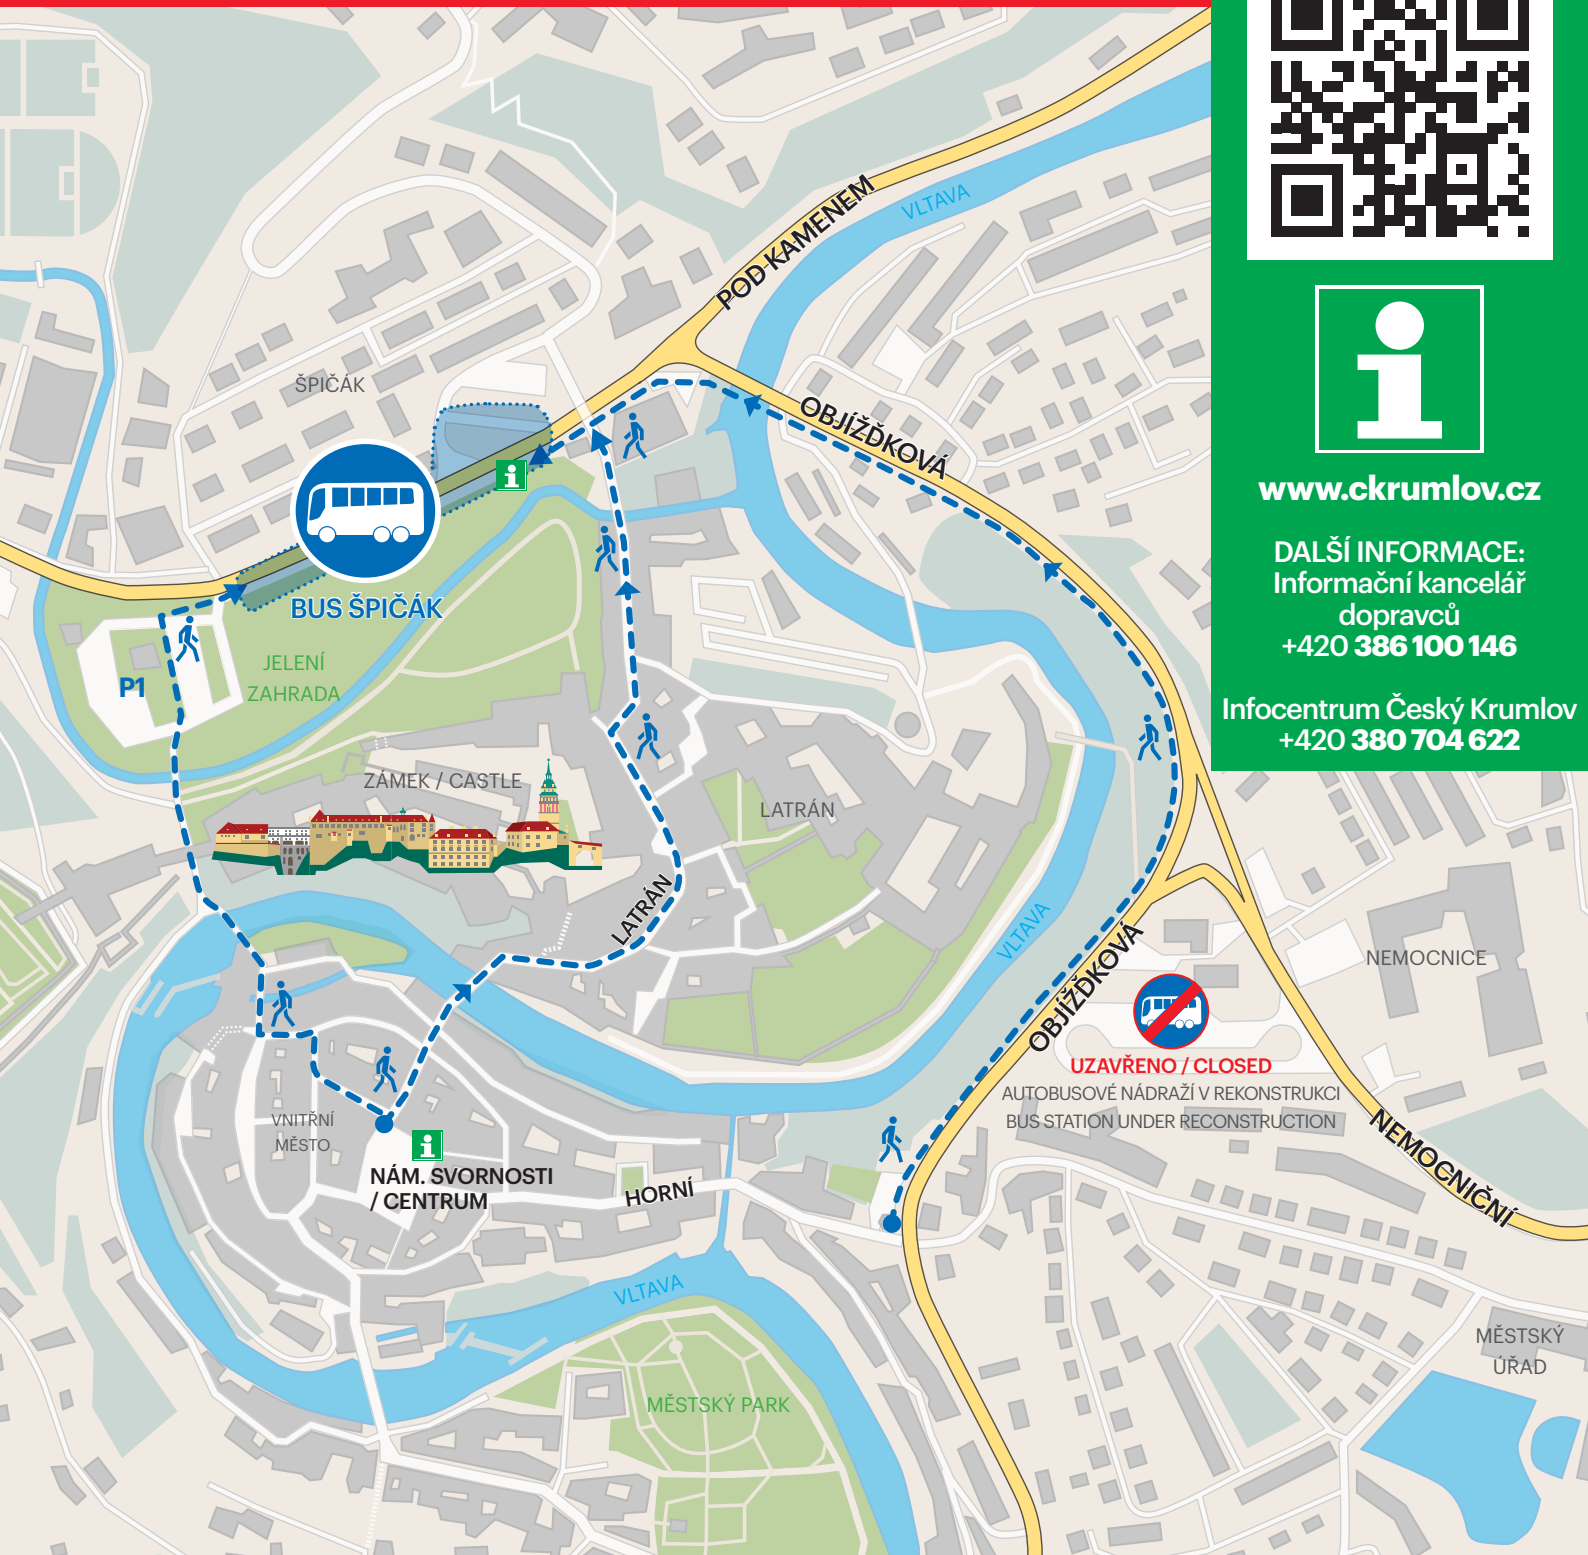 POD KAMENEM
VLTAVA
ŠPIČÁK
OBJÍŽĎKOVÁ
BUS ŠPIČÁK
JELENÍ
ZAHRADA
P1
ZÁMEK / CASTLE
LATRÁN
LATRÁN
VLTAVA
OBJÍŽĎKOVÁ
NEMOCNICE
UZAVŘENO / CLOSED
AUTOBUSOVÉ NÁDRAŽÍ V REKONSTRUKCI
BUS STATION UNDER RECONSTRUCTION
VNITŘNÍ
MĚSTO
NÁM. SVORNOSTI
/ CENTRUM
HORNÍ
NEMOCNIČNÍ
VLTAVA
MĚSTSKÝ PARK
MĚSTSKÝ
ÚŘAD
www.ckrumlov.cz
DALŠÍ INFORMACE:
Informační kancelář
dopravců
+420 386 100 146
Infocentrum Český Krumlov
+420 380 704 622